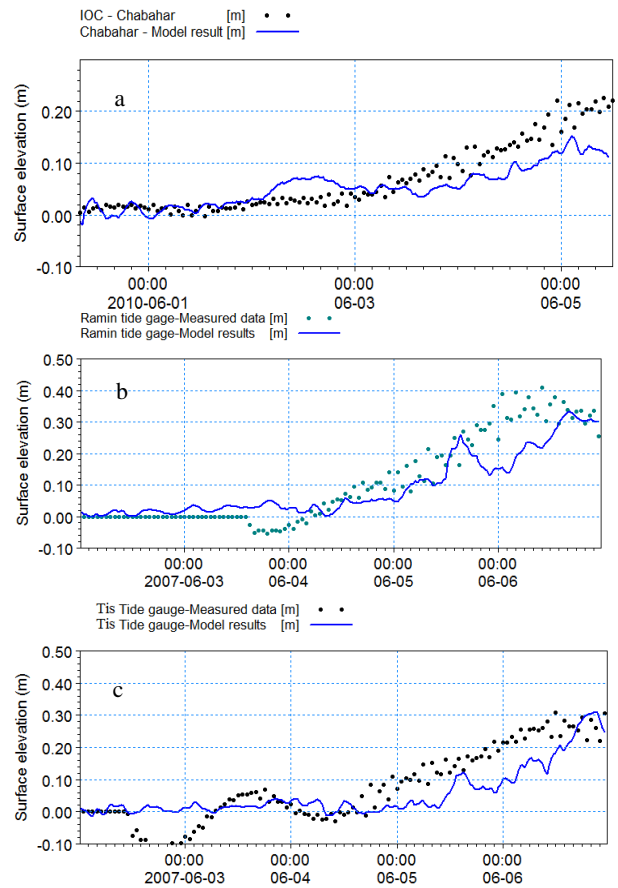 IOC - Chabahar [m]
Chabahar - Model result [m]
a
Surface elevation (m)
0.20
0.10
0.00
-0.10
00:00 00:00 00:00
2010-06-01 06-03 06-05
Ramin tide gage-Measured data [m]
Ramin tide gage-Model results [m]
b
Surface elevation (m)
0.50
0.40
0.30
0.20
0.10
0.00
-0.10
00:00 00:00 00:00 00:00
2007-06-03 06-04 06-05 06-06
Tis Tide gauge-Measured data [m]
Tis Tide gauge-Model results [m]
c
Surface elevation (m)
0.50
0.40
0.30
0.20
0.10
0.00
-0.10
00:00 00:00 00:00 00:00
2007-06-03 06-04 06-05 06-06